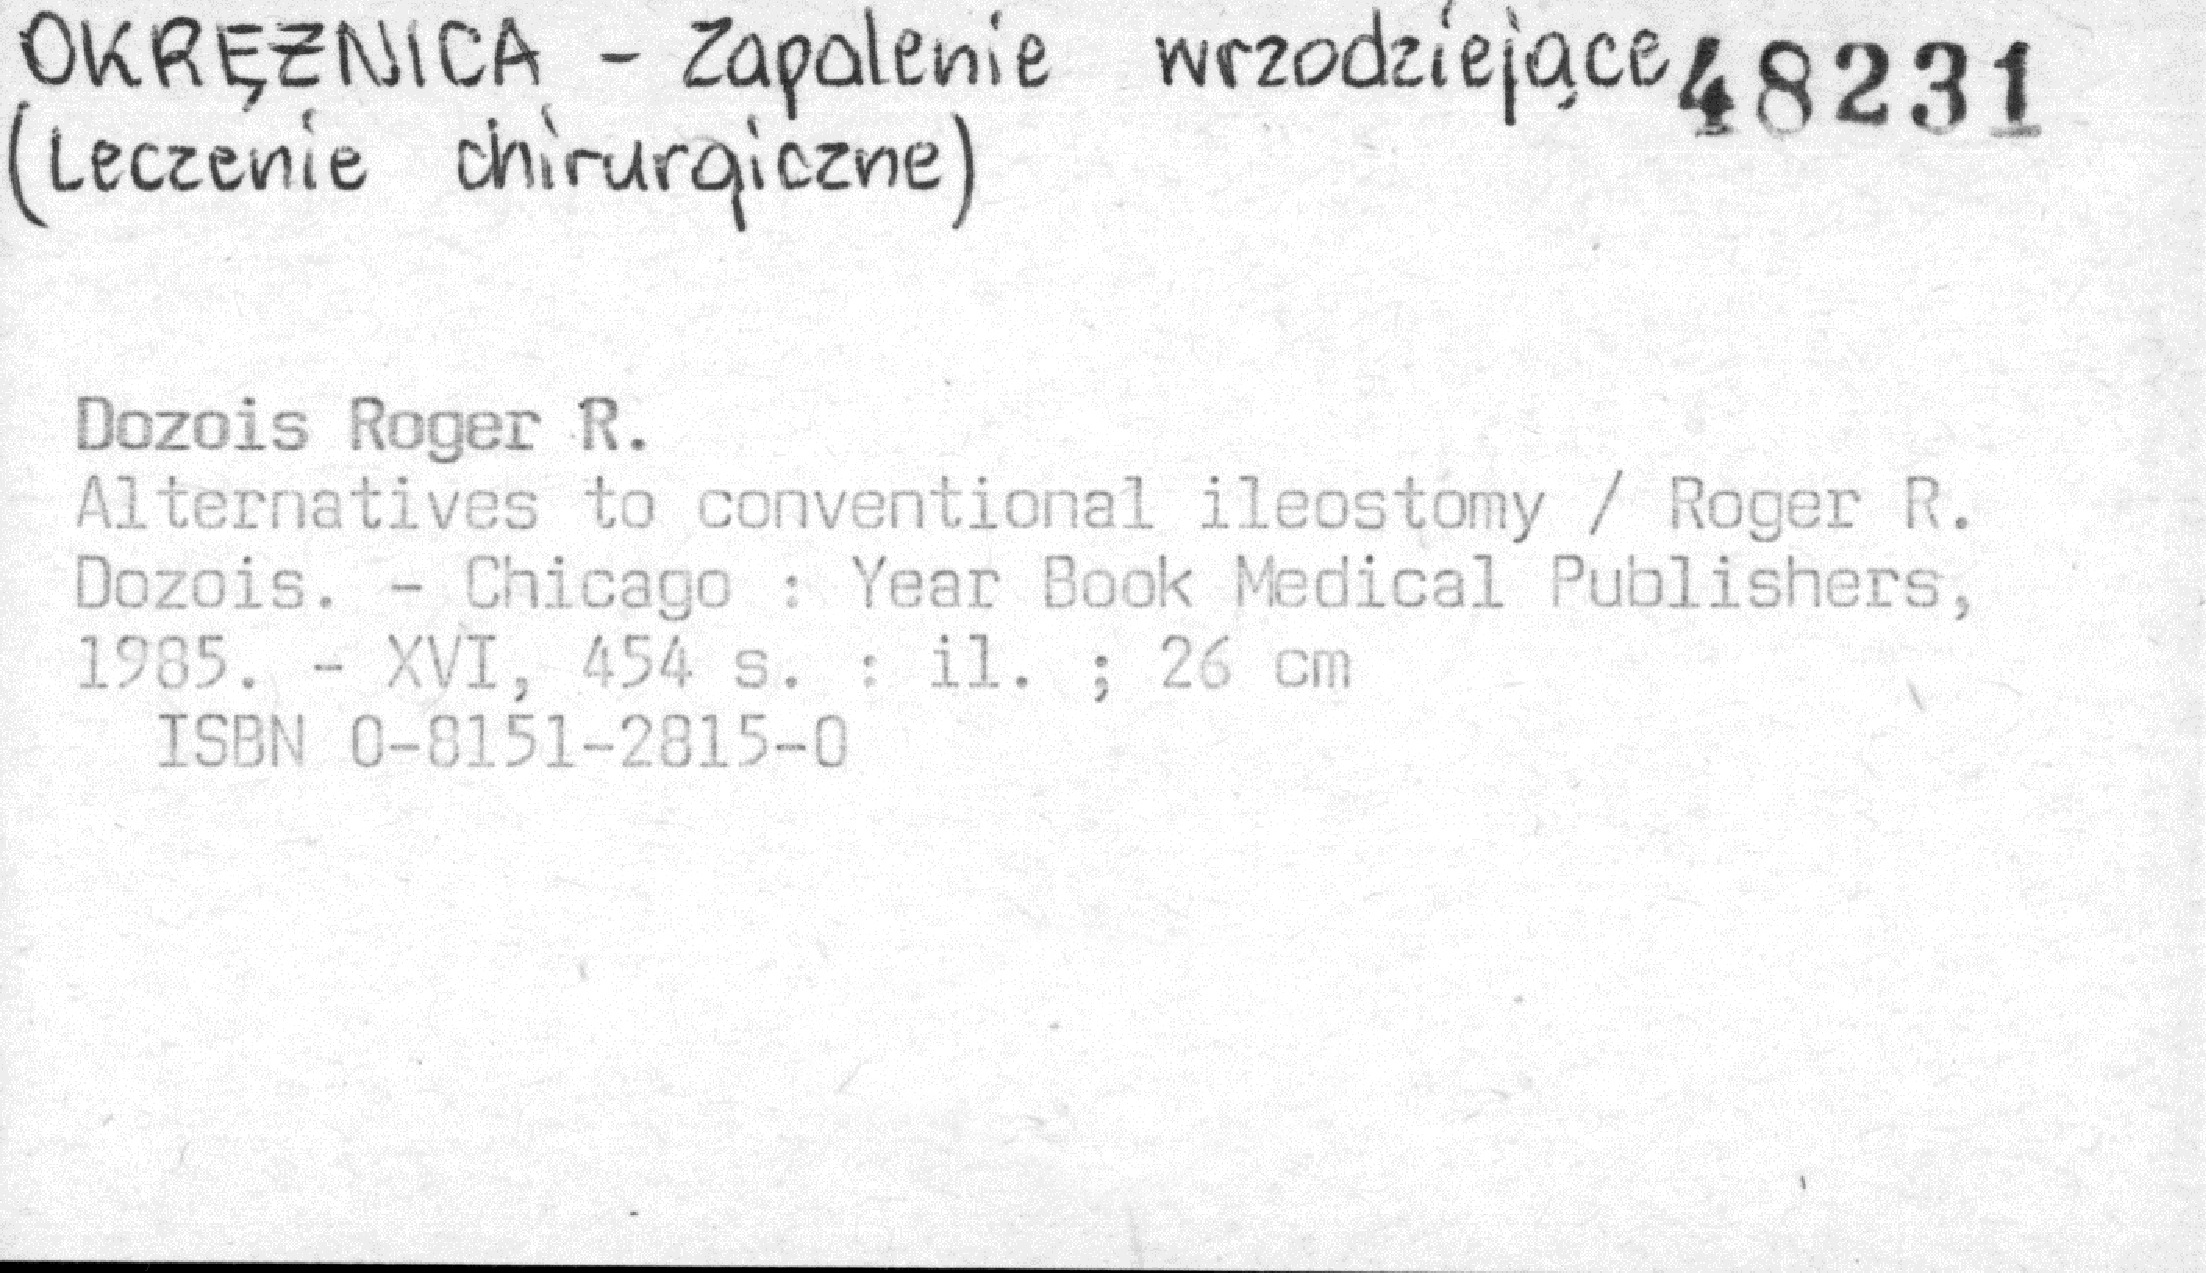 OKRĘŻNICA - Zapalenie wrzodziejące 48231
(Leczenie chirurgiczne)
Dozois Roger R.
Alternatives to conventional ileostomy / Roger R.
Dozois. - Chicago : Year Book Medical Publishers,
1985. - XVI, 454 s. : il. ; 26 cm
ISBN 0-8151-2815-0